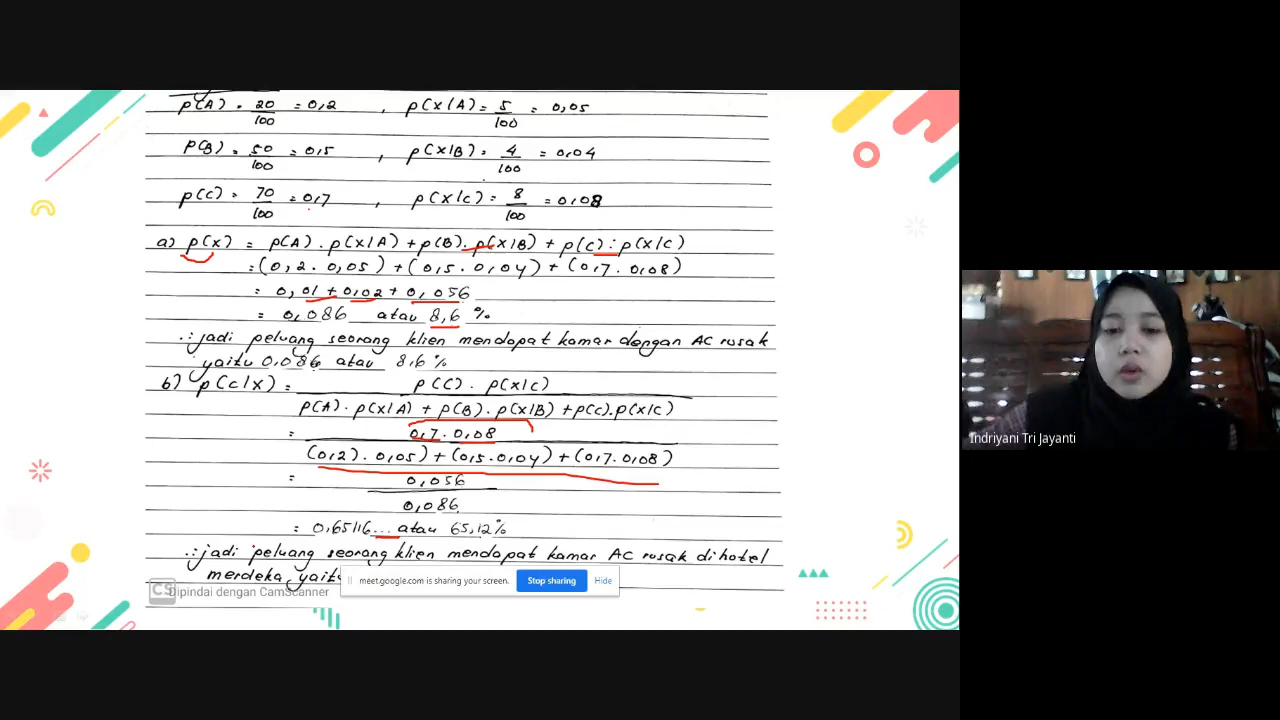 P(A) = 20/100 = 0,2 , P(X|A) = 5/100 = 0,05
P(B) = 50/100 = 0,5 , P(X|B) = 4/100 = 0,04
P(C) = 70/100 = 0,7 , P(X|C) = 8/100 = 0,08
a) P(X) = P(A) . P(X|A) + P(B) . P(X|B) + P(C) . P(X|C)
= (0,2 . 0,05) + (0,5 . 0,04) + (0,7 . 0,08)
= 0,01 + 0,02 + 0,056
= 0,086 atau 8,6 %
∴ jadi peluang seorang klien mendapat kamar dengan AC rusak
yaitu 0,086 atau 8,6 %
b) P(C|X) = P(C) . P(X|C)
P(A) . P(X|A) + P(B) . P(X|B) + P(C) . P(X|C)
= 0,7 . 0,08
(0,2) . 0,05) + (0,5 . 0,04) + (0,7 . 0,08)
= 0,056
0,086
= 0,65116... atau 65,12%
∴ jadi peluang seorang klien mendapat kamar AC rusak dihotel
merdeka yaitu
CS Dipindai dengan CamScanner
meet.google.com is sharing your screen. Stop sharing Hide
Indriyani Tri Jayanti